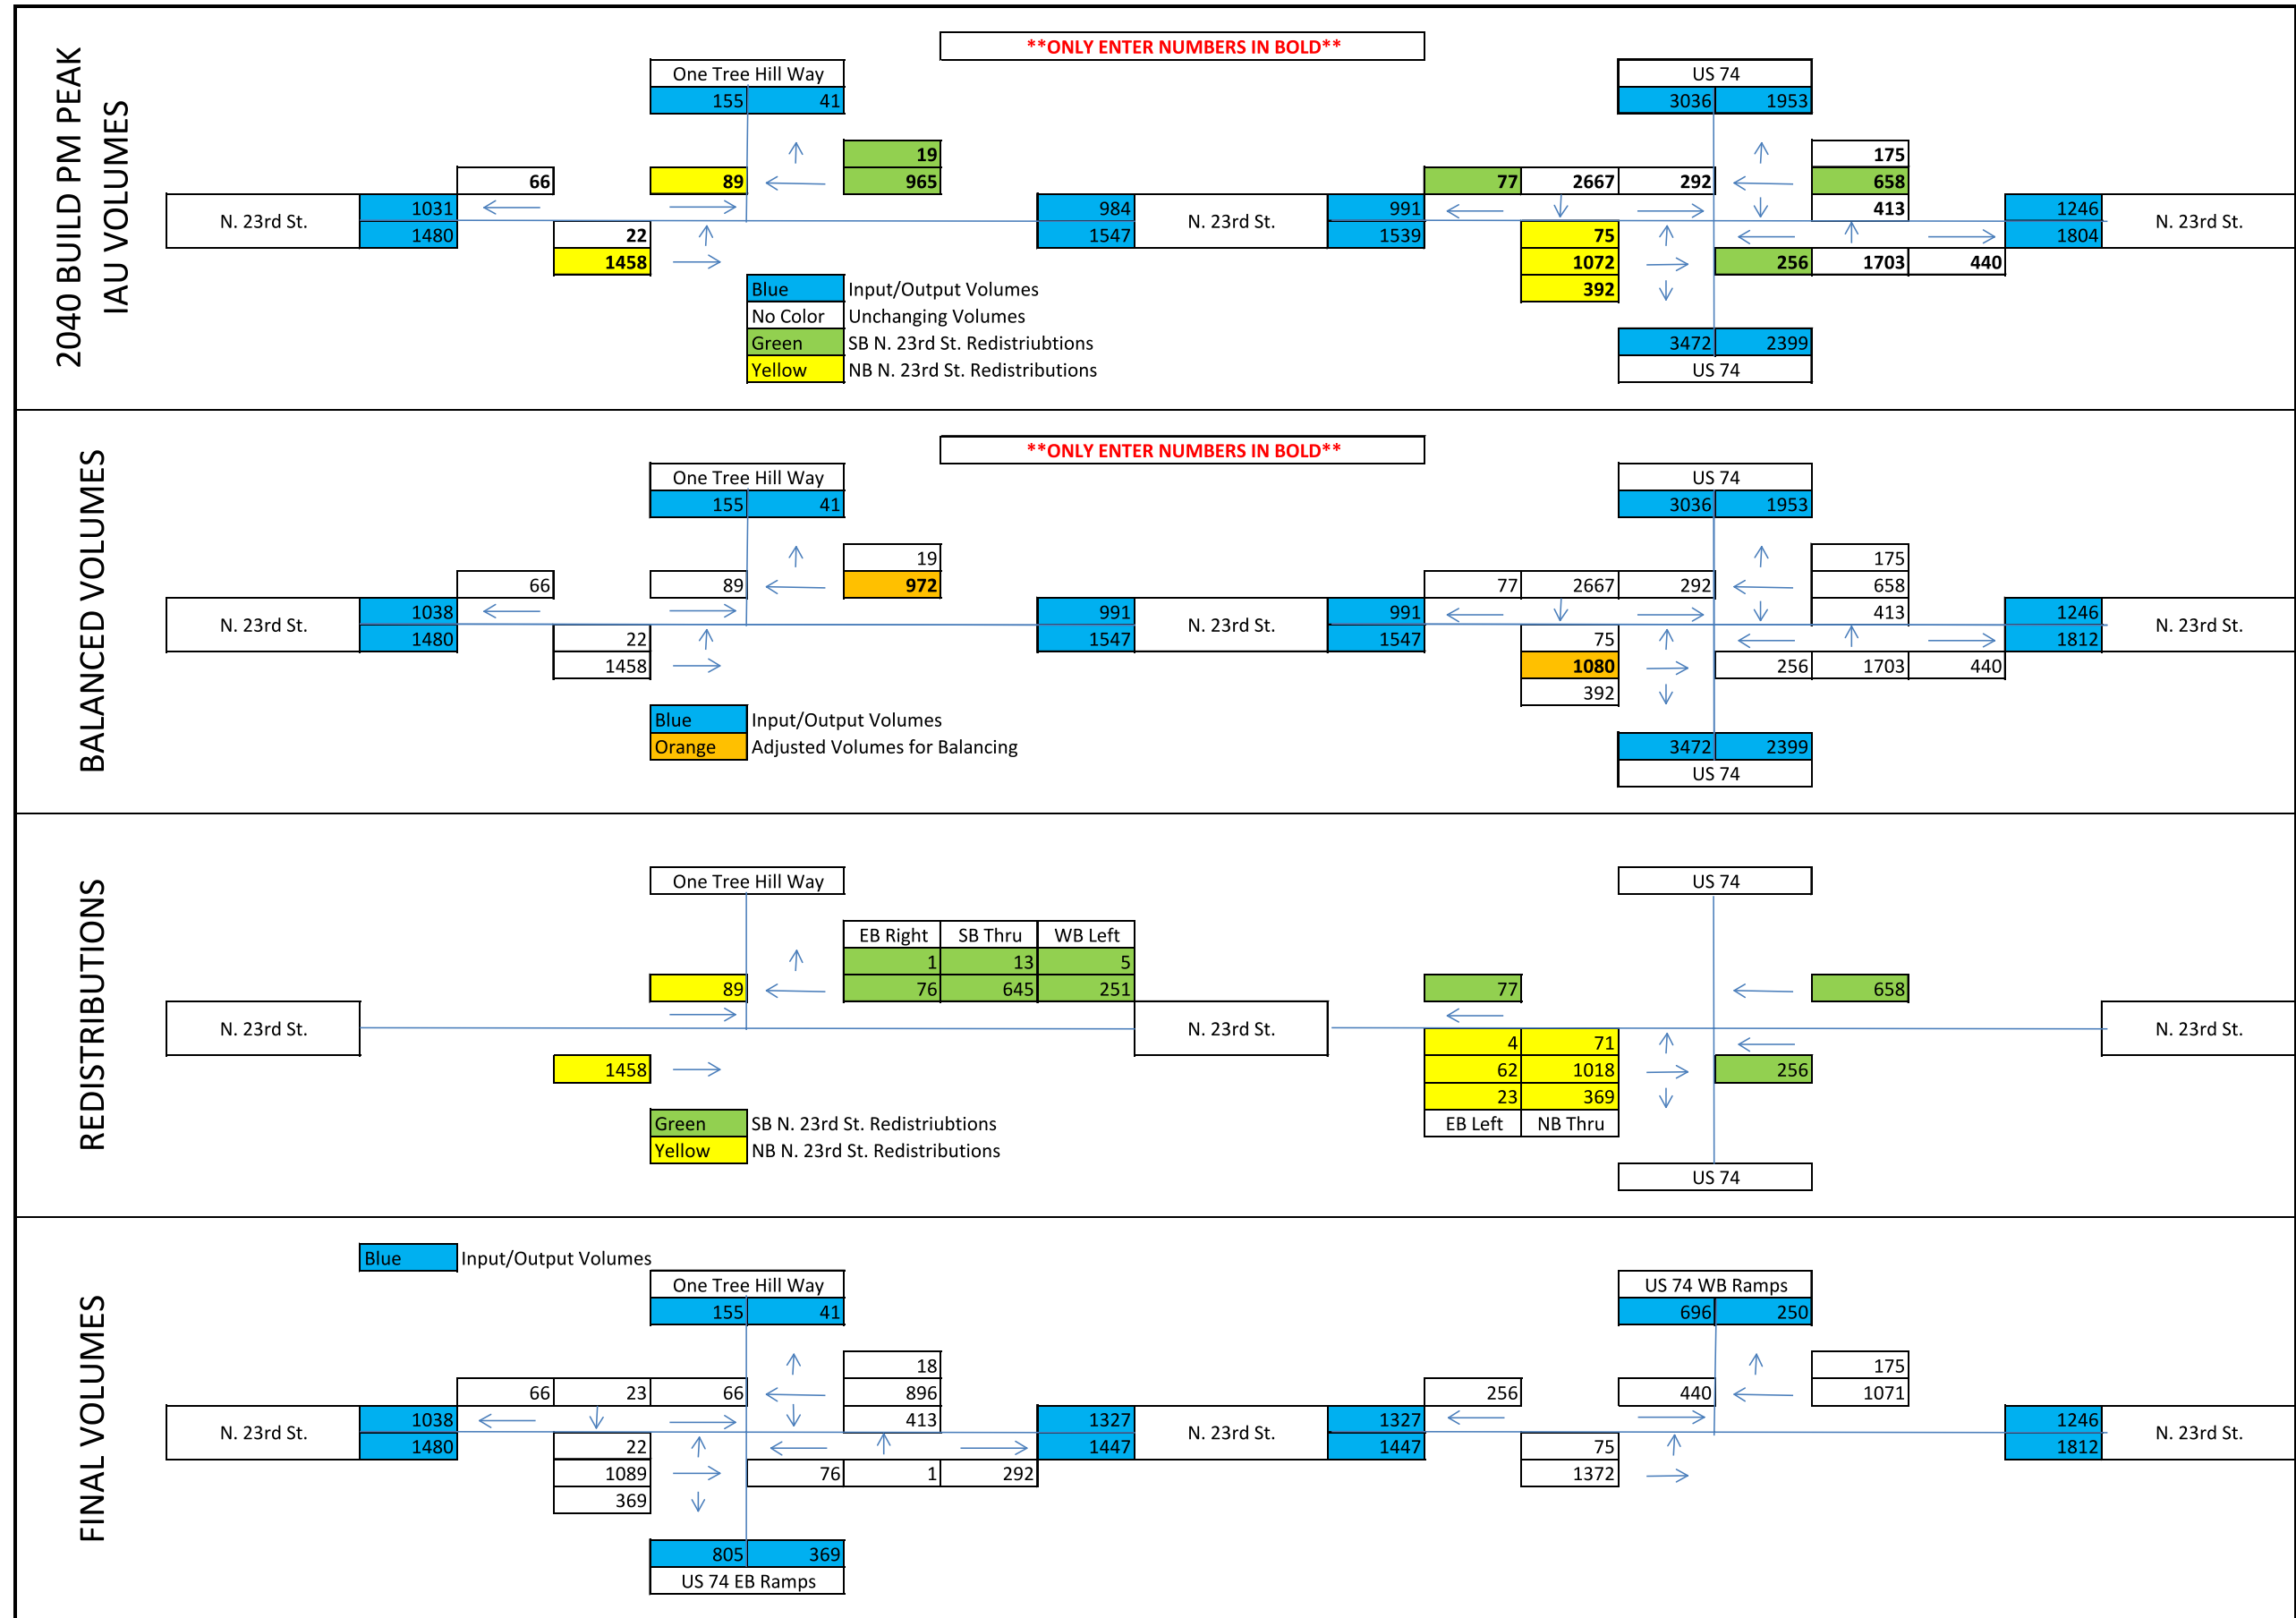 2040 BUILD PM PEAK
IAU VOLUMES
**ONLY ENTER NUMBERS IN BOLD**
One Tree Hill Way US 74
155 41 3036 1953
19 175
66 89 965 77 2667 292 658
N. 23rd St. 1031 984 N. 23rd St. 991 413 1246 N. 23rd St.
1480 22 1547 1539 75 1804
1458 1072 256 1703 440
Blue Input/Output Volumes 392
No Color Unchanging Volumes
Green SB N. 23rd St. Redistriubtions 3472 2399
Yellow NB N. 23rd St. Redistributions US 74
BALANCED VOLUMES
**ONLY ENTER NUMBERS IN BOLD**
One Tree Hill Way US 74
155 41 3036 1953
19 175
66 89 972 77 2667 292 658
N. 23rd St. 1038 991 N. 23rd St. 991 413 1246 N. 23rd St.
1480 22 1547 1547 75 1812
1458 1080 256 1703 440
392
Blue Input/Output Volumes
Orange Adjusted Volumes for Balancing 3472 2399
US 74
REDISTRIBUTIONS
One Tree Hill Way US 74
EB Right SB Thru WB Left
1 13 5
89 76 645 251 77 658
N. 23rd St. N. 23rd St. N. 23rd St.
4 71
1458 62 1018 256
23 369
Green SB N. 23rd St. Redistriubtions EB Left NB Thru
Yellow NB N. 23rd St. Redistributions
US 74
FINAL VOLUMES
Blue Input/Output Volumes
One Tree Hill Way US 74 WB Ramps
155 41 696 250
18 175
66 23 66 896 256 440 1071
N. 23rd St. 1038 413 1327 N. 23rd St. 1327 1246 N. 23rd St.
1480 22 1447 1447 75 1812
1089 76 1 292 1372
369
805 369
US 74 EB Ramps